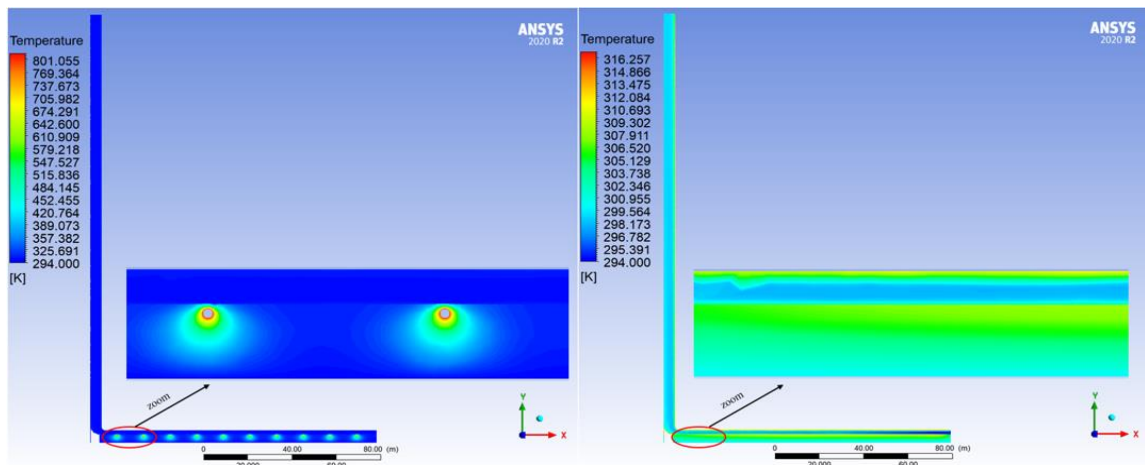 ANSYS
2020 R2
Temperature
801.055
769.364
737.673
705.982
674.291
642.600
610.909
579.218
547.527
515.836
484.145
452.455
420.764
389.073
357.382
325.691
294.000
[K]
zoom
Y
X
0 40.00 80.00 (m)
20.000 60.00
ANSYS
2020 R2
Temperature
316.257
314.866
313.475
312.084
310.693
309.302
307.911
306.520
305.129
303.738
302.346
300.955
299.564
298.173
296.782
295.391
294.000
[K]
zoom
Y
X
0 40.00 80.00 (m)
20.000 60.00